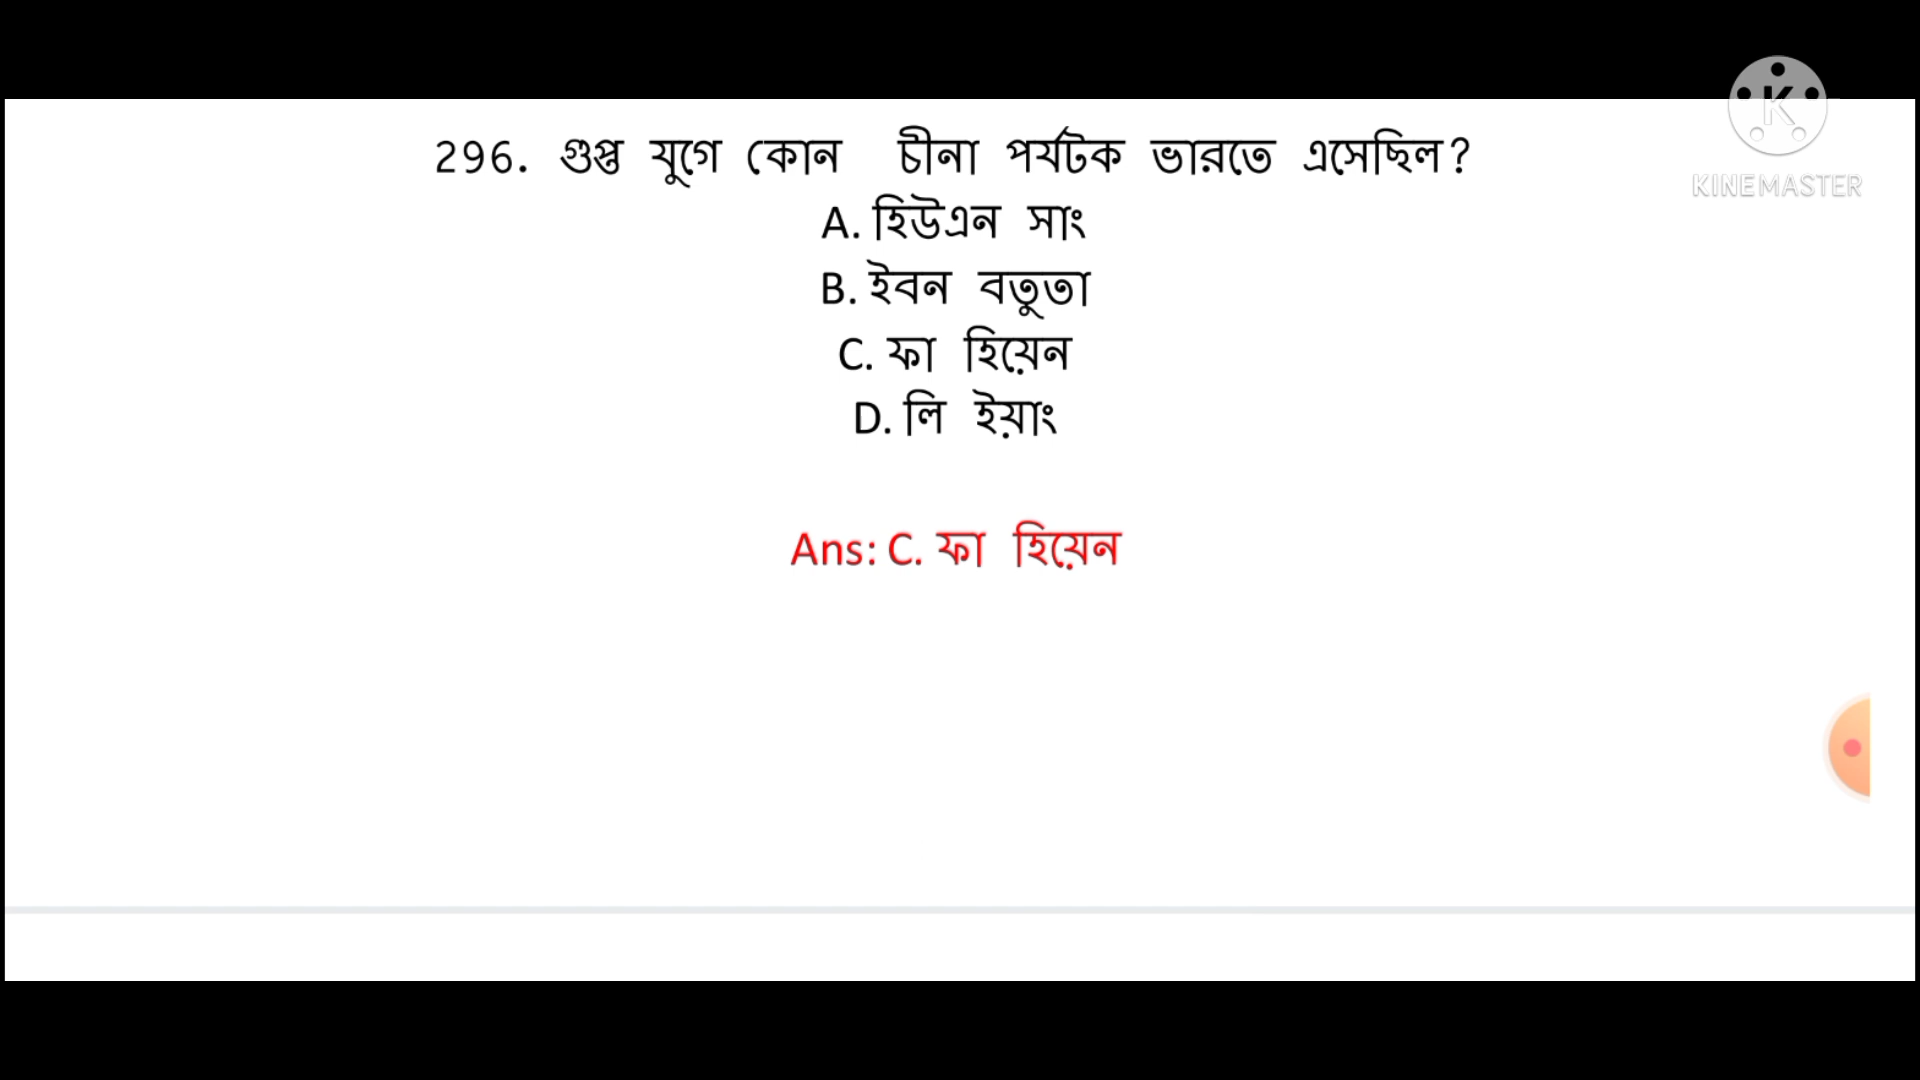 296. গুপ্ত যুগে কোন চীনা পর্যটক ভারতে এসেছিল?
A. হিউএন সাং
B. ইবন বতুতা
C. ফা হিয়েন
D. লি ইয়াং
Ans: C. ফা হিয়েন
K
KINEMASTER